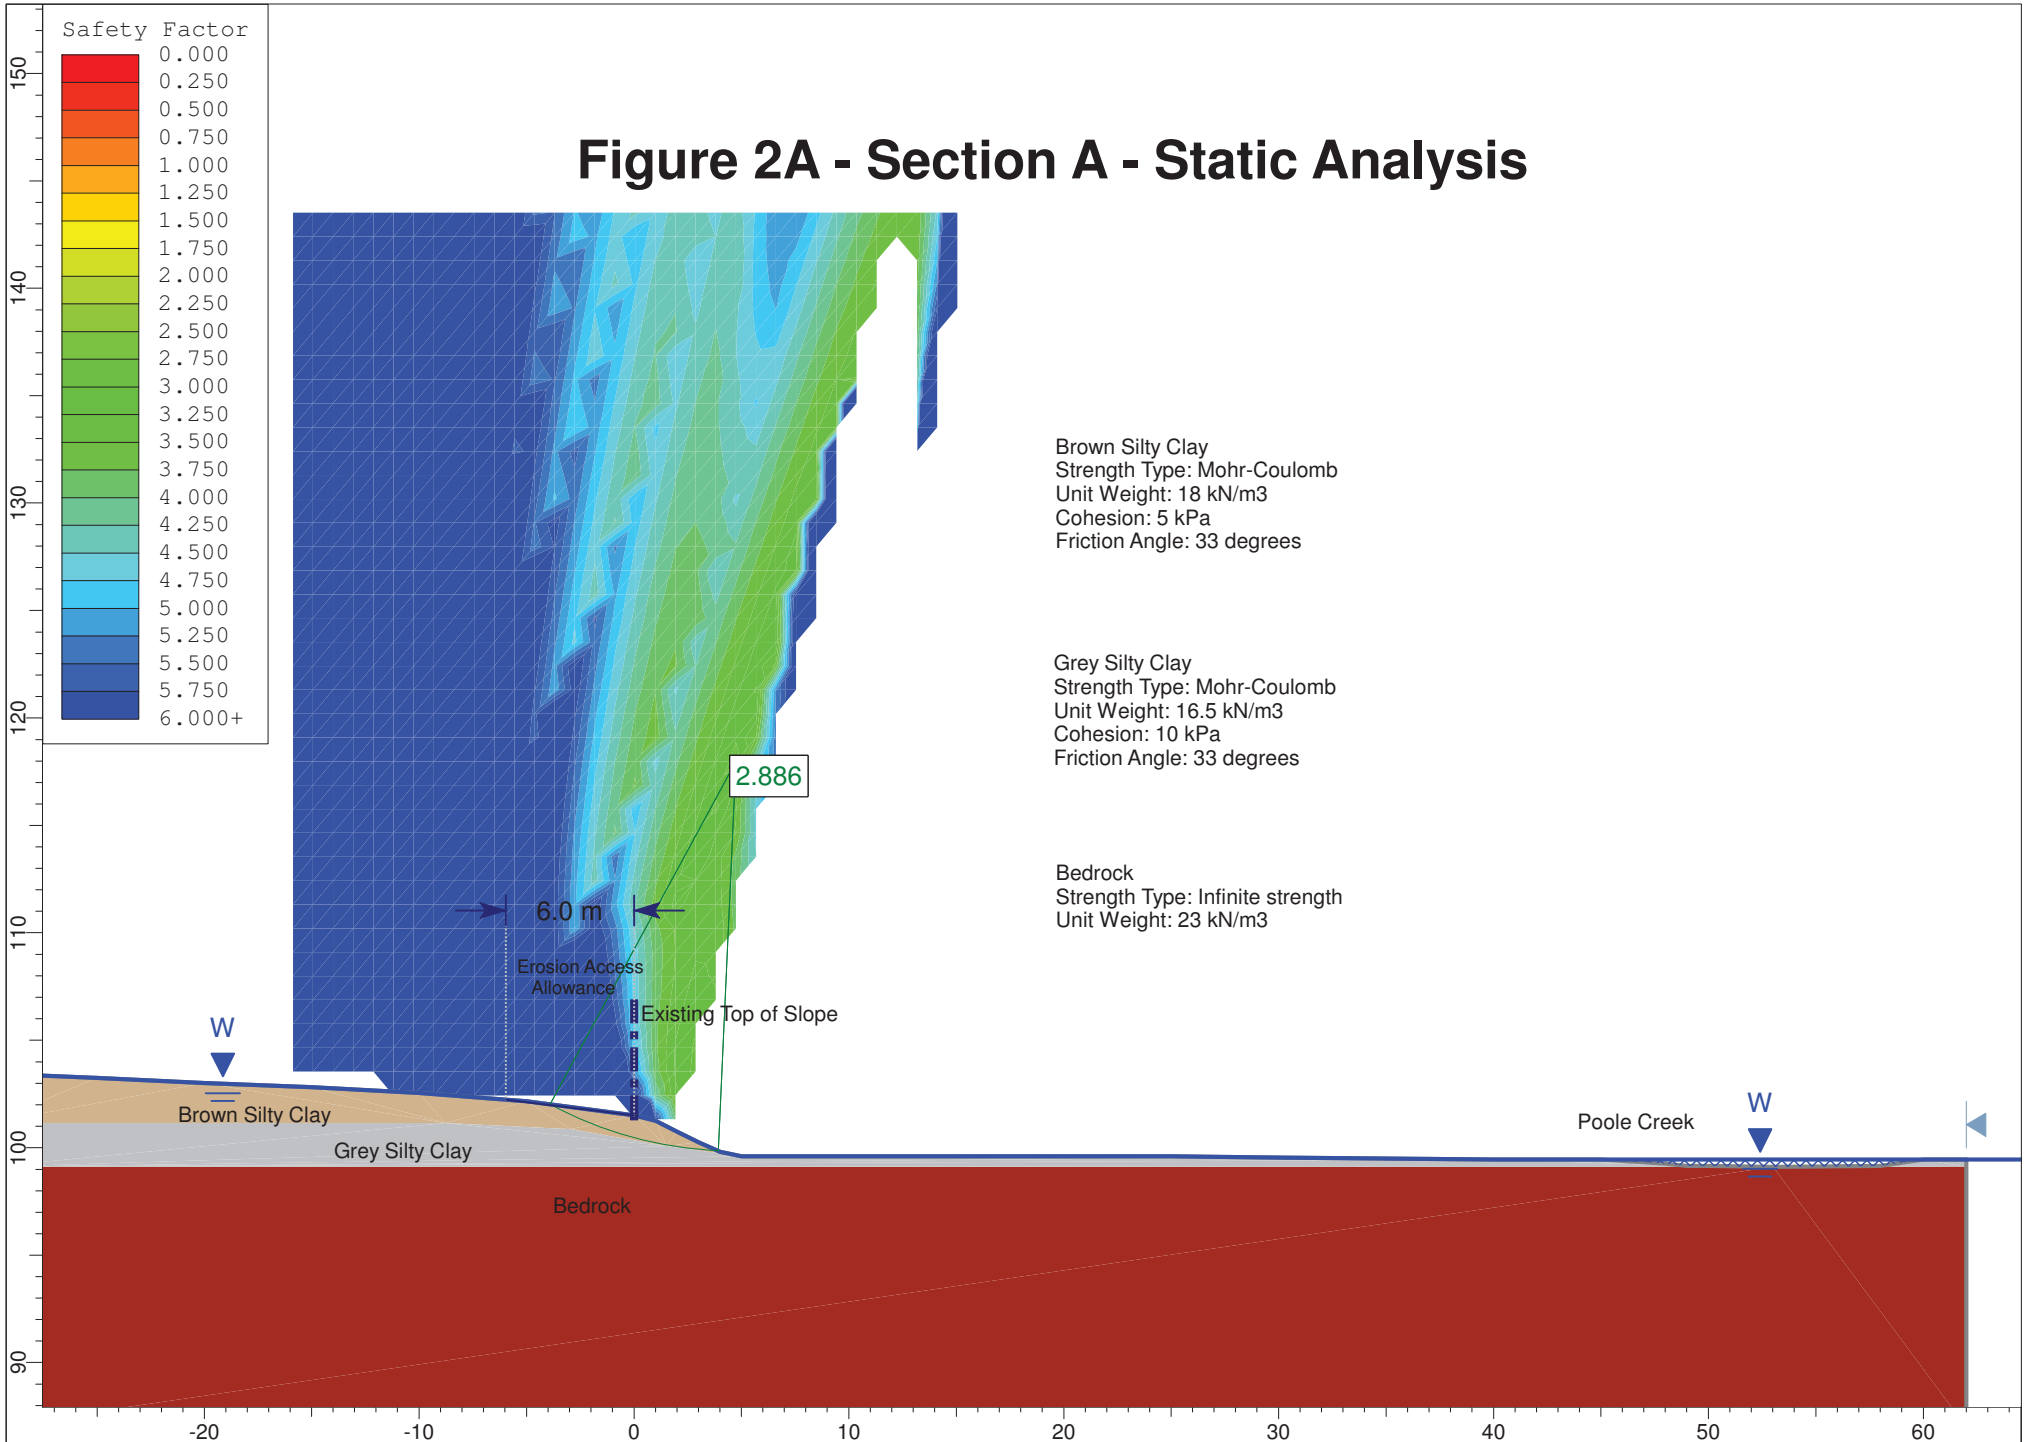 Safety Factor
0.000
0.250
0.500
0.750
1.000
1.250
1.500
1.750
2.000
2.250
2.500
2.750
3.000
3.250
3.500
3.750
4.000
4.250
4.500
4.750
5.000
5.250
5.500
5.750
6.000+
Figure 2A - Section A - Static Analysis
Brown Silty Clay
Strength Type: Mohr-Coulomb
Unit Weight: 18 kN/m3
Cohesion: 5 kPa
Friction Angle: 33 degrees
Grey Silty Clay
Strength Type: Mohr-Coulomb
Unit Weight: 16.5 kN/m3
Cohesion: 10 kPa
Friction Angle: 33 degrees
Bedrock
Strength Type: Infinite strength
Unit Weight: 23 kN/m3
2.886
6.0 m
Erosion Access
Allowance
Existing Top of Slope
W
Brown Silty Clay
Grey Silty Clay
Bedrock
Poole Creek
W
150
140
130
120
110
100
90
-20
-10
0
10
20
30
40
50
60